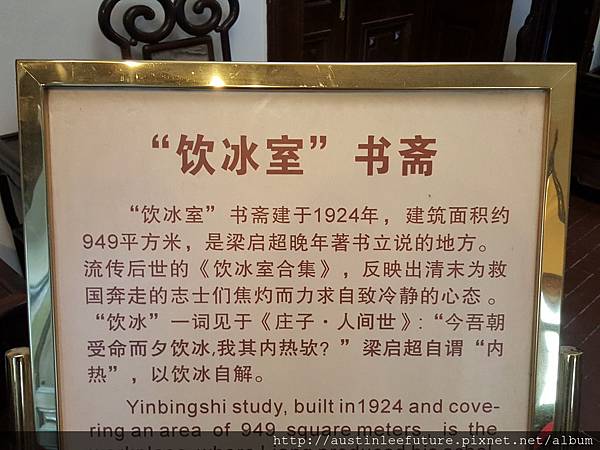 “饮冰室”书斋
“饮冰室”书斋建于1924年，建筑面积约
949平方米，是梁启超晚年著书立说的地方。
流传后世的《饮冰室合集》，反映出清末为救
国奔走的志士们焦灼而力求自致冷静的心态。
“饮冰”一词见于《庄子·人间世》：“今吾朝
受命而夕饮冰,我其内热欤？”梁启超自谓“内
热”，以饮冰自解。
Yinbingshi study, built in1924 and cove-
ring an area of 949 square meters, is the
http://austinleefuture.pixnet.net/album